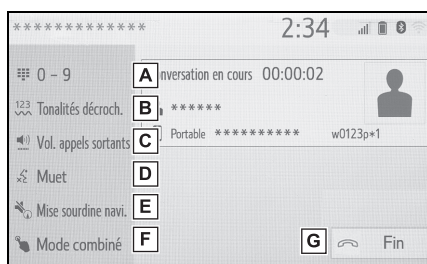 ************* 2:34
0 – 9 A nversation en cours 00:00:02
123 Tonalités décroch. B ******
Vol. appels sortants C Portable ********** w0123p*1
Muet D
Mise sourdine navi. E
Mode combiné F G Fin